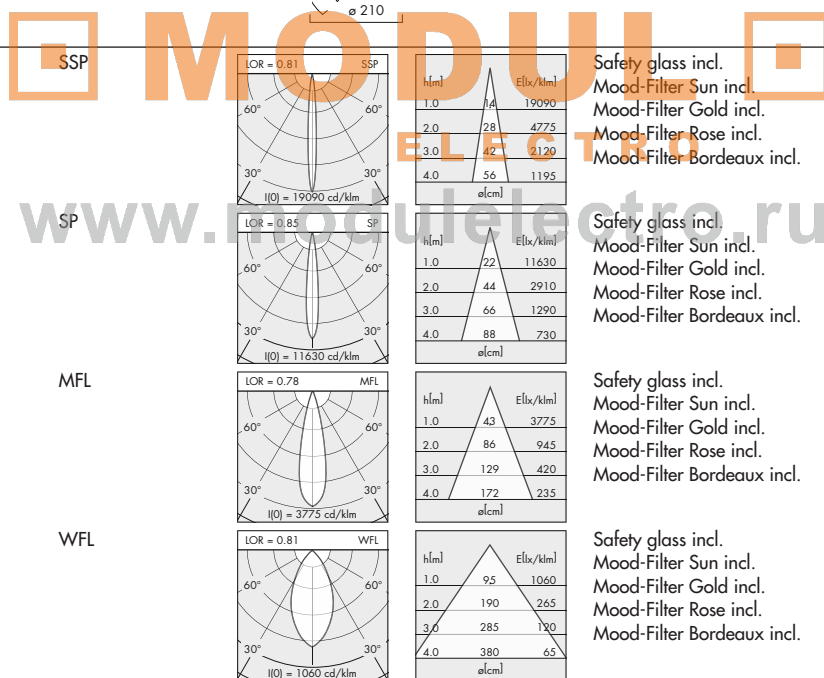 ø 210
MODUL
ELECTRO
www.modulelectro.ru
SSP
LOR = 0.81 SSP
60° 60°
30° 30°
I(0) = 19090 cd/klm
h[m] E[lx/klm]
1.0 14 19090
2.0 28 4775
3.0 42 2120
4.0 56 1195
ø[cm]
Safety glass incl.
Mood-Filter Sun incl.
Mood-Filter Gold incl.
Mood-Filter Rose incl.
Mood-Filter Bordeaux incl.
SP
LOR = 0.85 SP
60° 60°
30° 30°
I(0) = 11630 cd/klm
h[m] E[lx/klm]
1.0 22 11630
2.0 44 2910
3.0 66 1290
4.0 88 730
ø[cm]
Safety glass incl.
Mood-Filter Sun incl.
Mood-Filter Gold incl.
Mood-Filter Rose incl.
Mood-Filter Bordeaux incl.
MFL
LOR = 0.78 MFL
60° 60°
30° 30°
I(0) = 3775 cd/klm
h[m] E[lx/klm]
1.0 43 3775
2.0 86 945
3.0 129 420
4.0 172 235
ø[cm]
Safety glass incl.
Mood-Filter Sun incl.
Mood-Filter Gold incl.
Mood-Filter Rose incl.
Mood-Filter Bordeaux incl.
WFL
LOR = 0.81 WFL
60° 60°
30° 30°
I(0) = 1060 cd/klm
h[m] E[lx/klm]
1.0 95 1060
2.0 190 265
3.0 285 120
4.0 380 65
ø[cm]
Safety glass incl.
Mood-Filter Sun incl.
Mood-Filter Gold incl.
Mood-Filter Rose incl.
Mood-Filter Bordeaux incl.